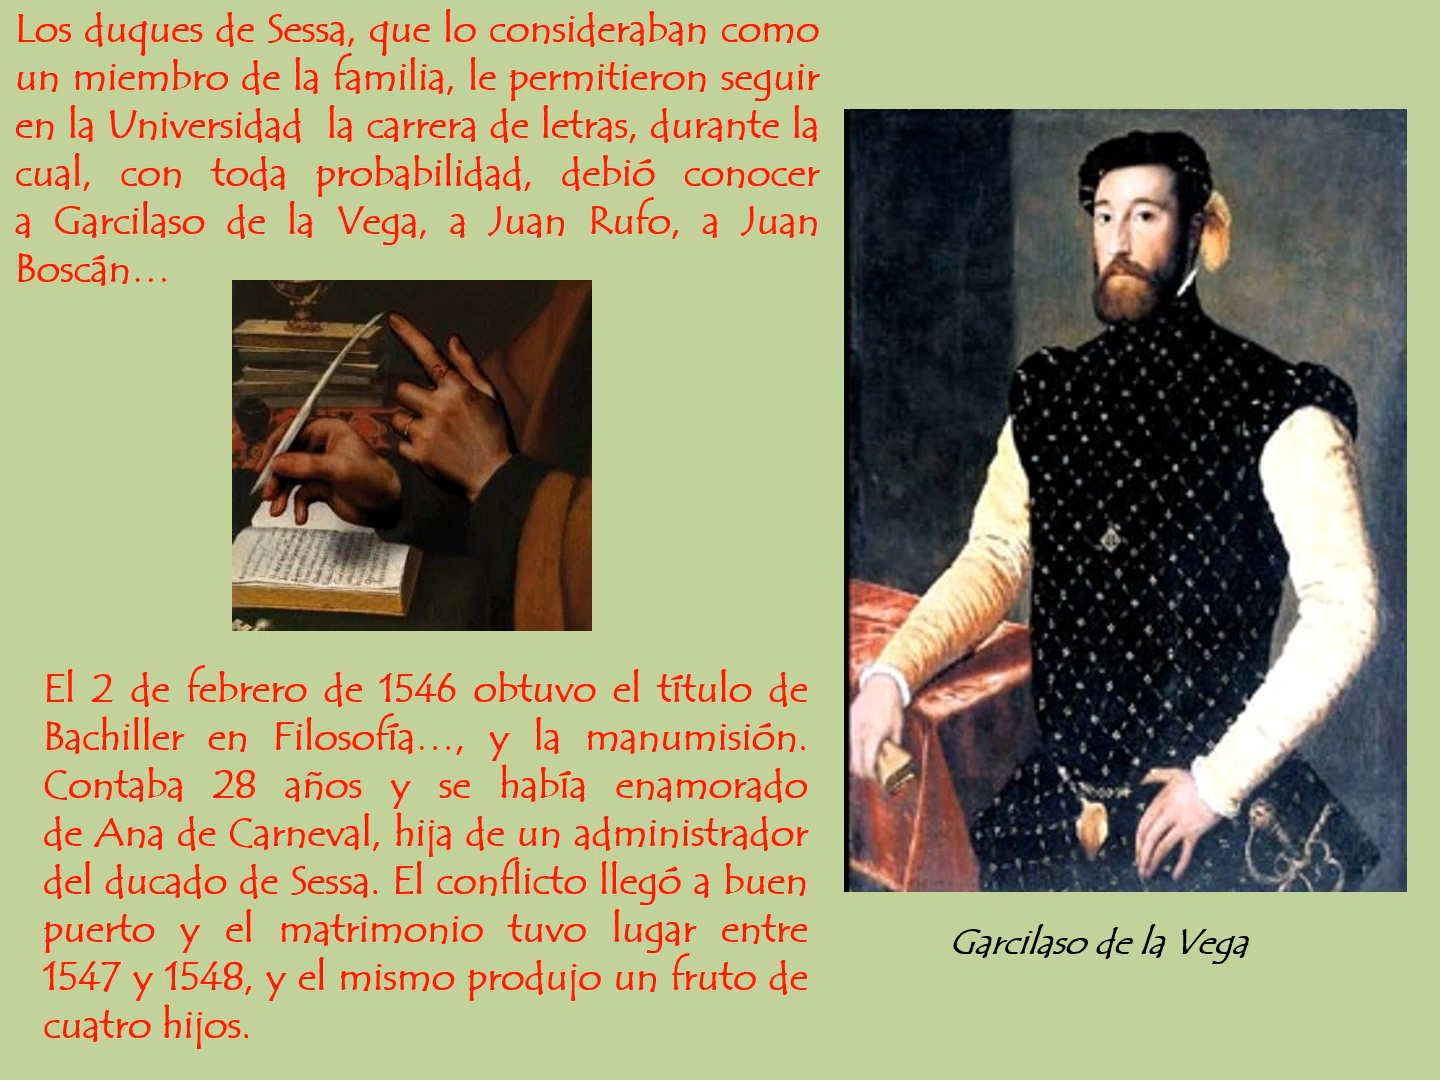 Los duques de Sessa, que lo consideraban como
un miembro de la familia, le permitieron seguir
en la Universidad la carrera de letras, durante la
cual, con toda probabilidad, debió conocer
a Garcilaso de la Vega, a Juan Rufo, a Juan
Boscán…
El 2 de febrero de 1546 obtuvo el título de
Bachiller en Filosofía…, y la manumisión.
Contaba 28 años y se había enamorado
de Ana de Carneval, hija de un administrador
del ducado de Sessa. El conflicto llegó a buen
puerto y el matrimonio tuvo lugar entre
1547 y 1548, y el mismo produjo un fruto de
cuatro hijos.
Garcilaso de la Vega